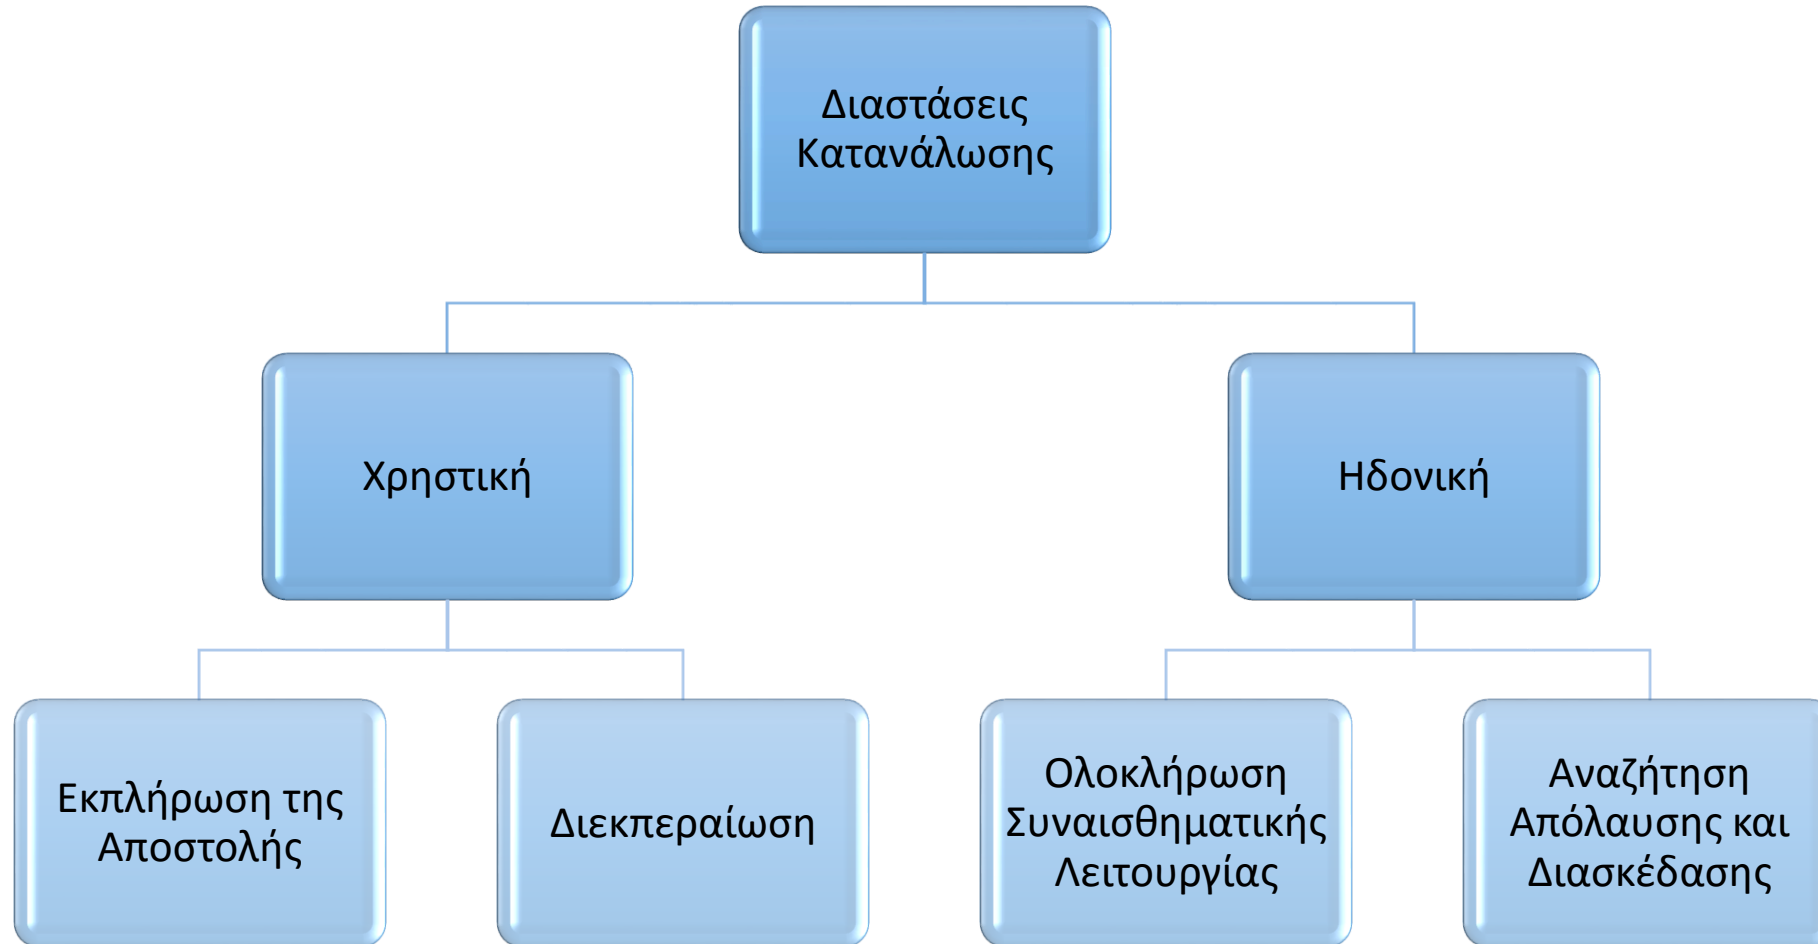 Διαστάσεις
Κατανάλωσης
Χρηστική
Ηδονική
Εκπλήρωση της
Αποστολής
Διεκπεραίωση
Ολοκλήρωση
Συναισθηματικής
Λειτουργίας
Αναζήτηση
Απόλαυσης και
Διασκέδασης